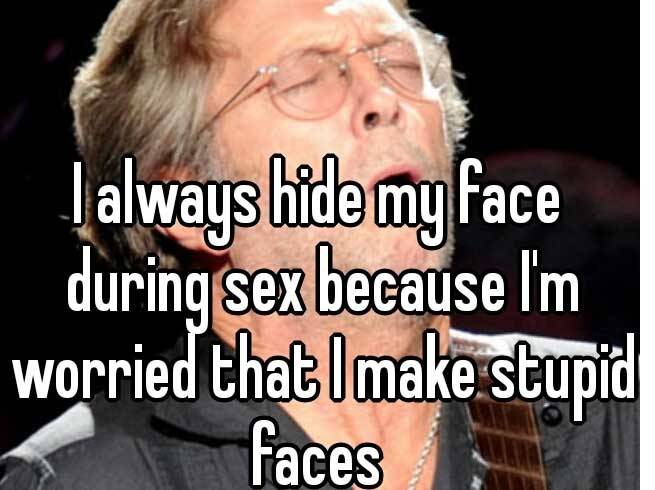 I always hide my face
during sex because I'm
worried that I make stupid
faces